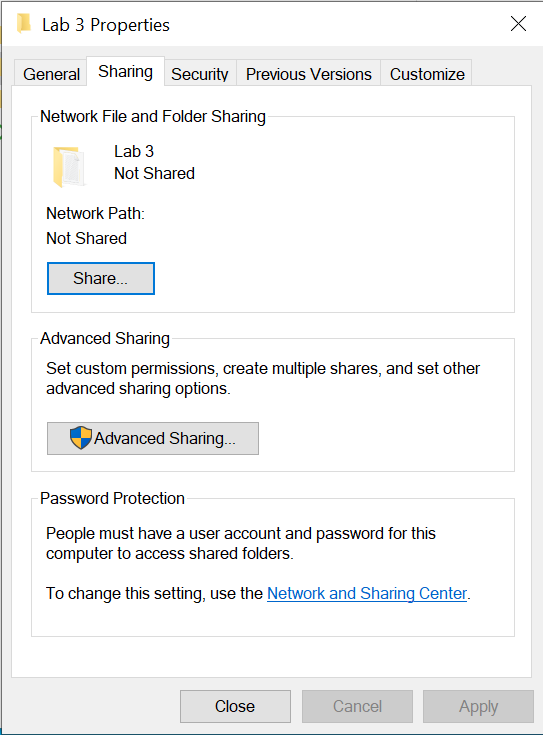 Lab 3 Properties
General
Sharing
Security
Previous Versions
Customize
Network File and Folder Sharing
Lab 3
Not Shared
Network Path:
Not Shared
Share...
Advanced Sharing
Set custom permissions, create multiple shares, and set other
advanced sharing options.
Advanced Sharing...
Password Protection
People must have a user account and password for this
computer to access shared folders.
To change this setting, use the Network and Sharing Center.
Close
Cancel
Apply